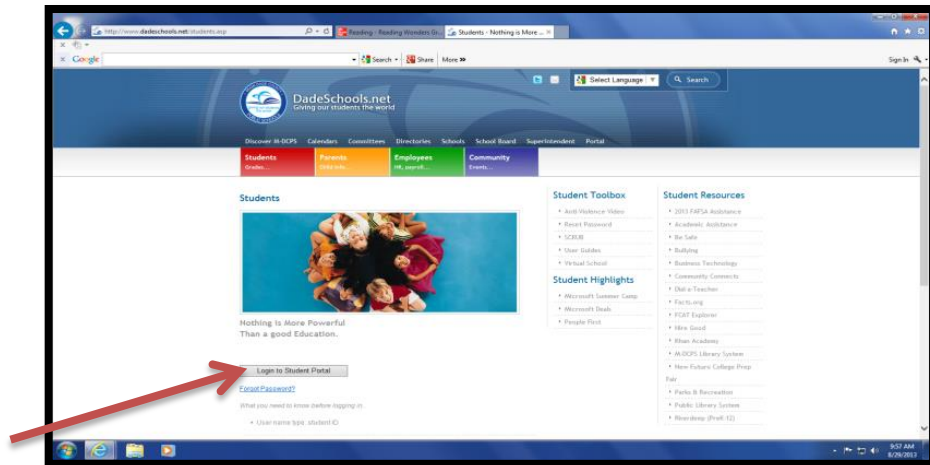 http://www.dadeschools.net/students.asp
Reading - Reading Wonders Gr...
Students - Nothing is More ...
Google
Search
Share
More »
Sign In
Select Language
Search
DadeSchools.net
Giving our students the world
Discover M-DCPS Calendars Committees Directories Schools School Board Superintendent Portal
Students
Grades...
Parents
Child info...
Employees
HR, payroll...
Community
Events...
Students
Nothing Is More Powerful
Than a good Education.
Login to Student Portal
Forgot Password?
What you need to know before logging in
User name type student ID
Student Toolbox
Anti-Violence Video
Reset Password
SCRUB
User Guides
Virtual School
Student Highlights
Microsoft Summer Camp
Microsoft Deals
People First
Student Resources
2013 FAFSA Assistance
Academic Assistance
Be Safe
Bullying
Business Technology
Community Connects
Dial-a-Teacher
Facts.org
FCAT Explorer
Hire Good
Khan Academy
M-DCPS Library System
New Future College Prep
Fair
Parks & Recreation
Public Library System
Riverdeep (PreK-12)
9:57 AM
8/29/2013